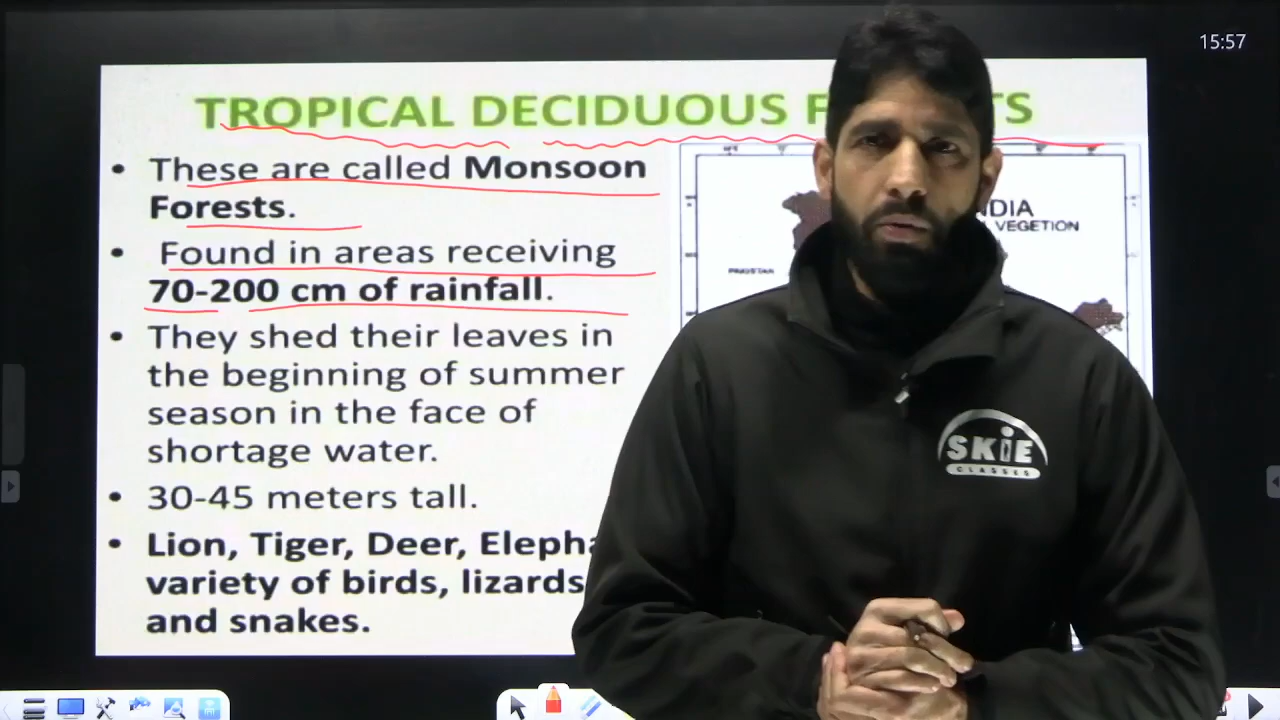 15:57
TROPICAL DECIDUOUS
• These are called Monsoon
Forests.
• Found in areas receiving
70-200 cm of rainfall.
• They shed their leaves in
the beginning of summer
season in the face of
shortage water.
• 30-45 meters tall.
• Lion, Tiger, Deer,
variety of birds, lizards
and snakes.
VEGETION
PAKISTAN
SKiE
CLASSES